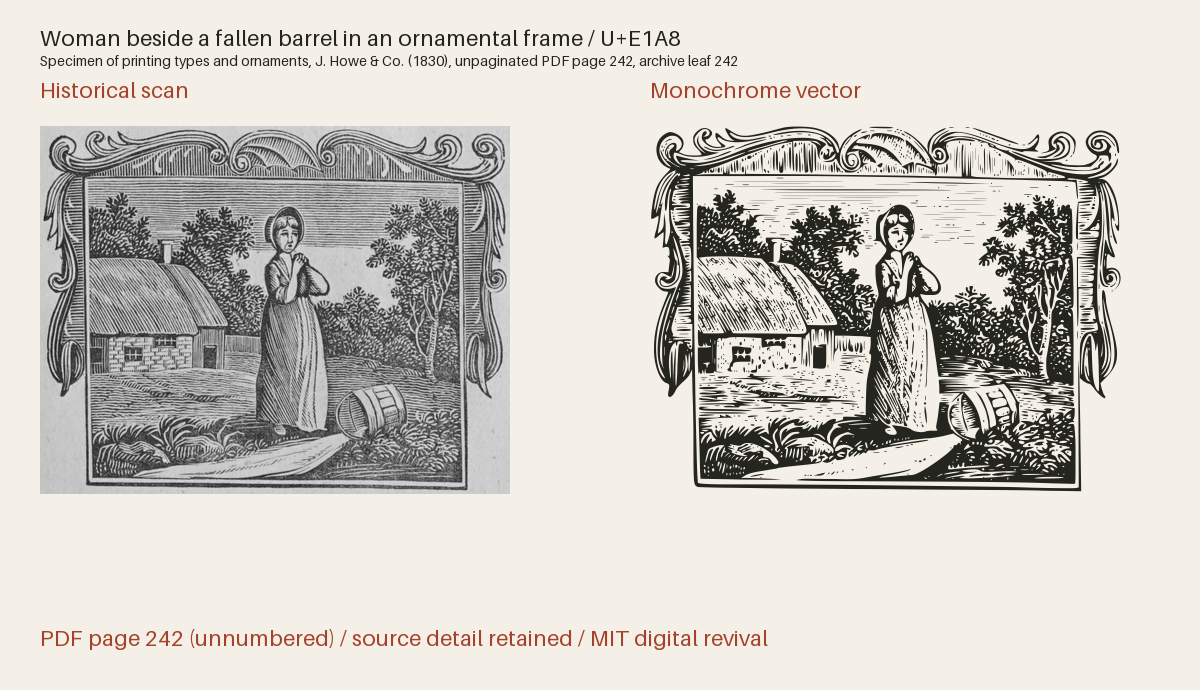 Woman beside a fallen barrel in an ornamental frame / U+E1A8
Specimen of printing types and ornaments, J. Howe & Co. (1830), unpaginated PDF page 242, archive leaf 242
Historical scan
Monochrome vector
PDF page 242 (unnumbered) / source detail retained / MIT digital revival